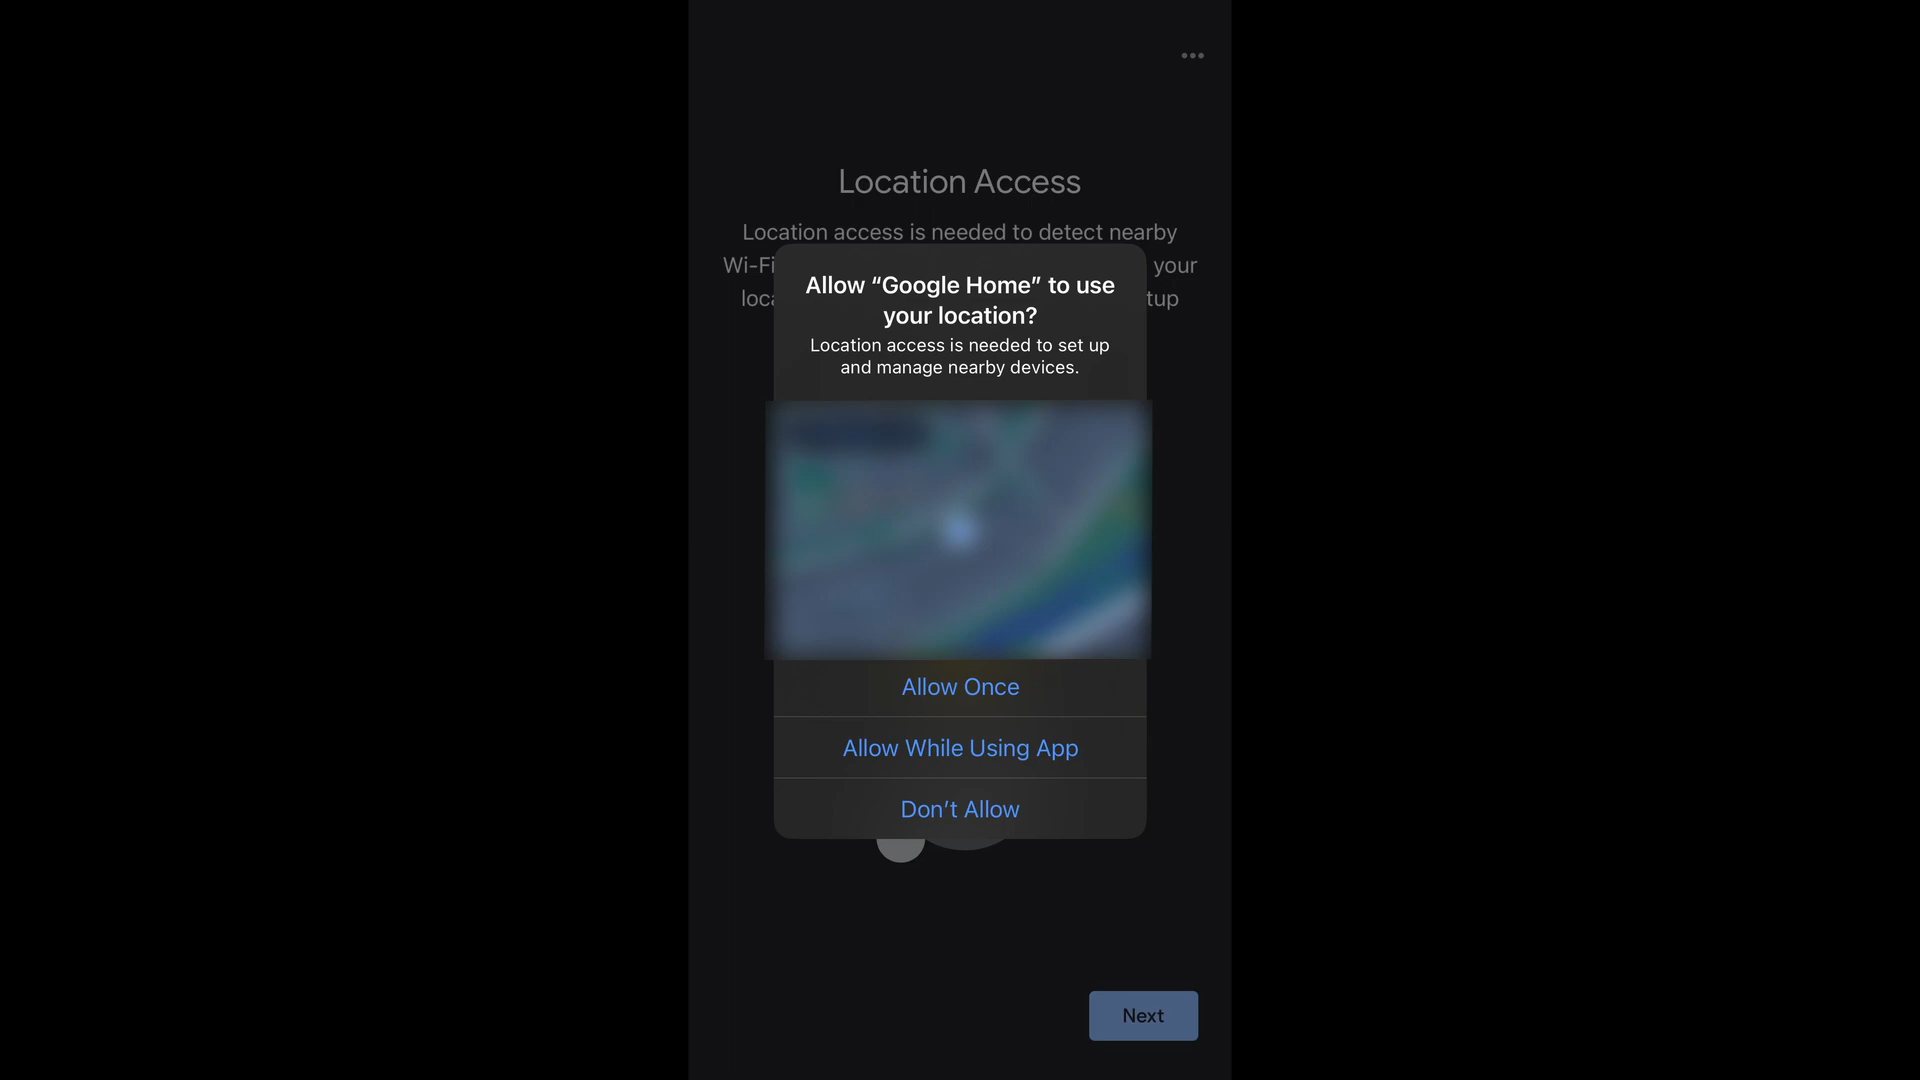 Location Access
Location access is needed to detect nearby
Wi-Fi your
loca tup
Allow “Google Home” to use
your location?
Location access is needed to set up
and manage nearby devices.
Allow Once
Allow While Using App
Don’t Allow
Next